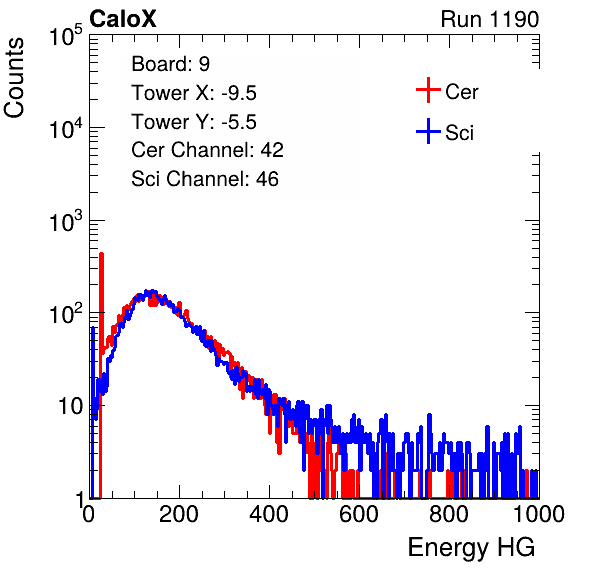 CaloX Run 1190
Counts
10^5
10^4
10^3
10^2
10
1
Board: 9
Tower X: -9.5
Tower Y: -5.5
Cer Channel: 42
Sci Channel: 46
Cer
Sci
0 200 400 600 800 1000
Energy HG